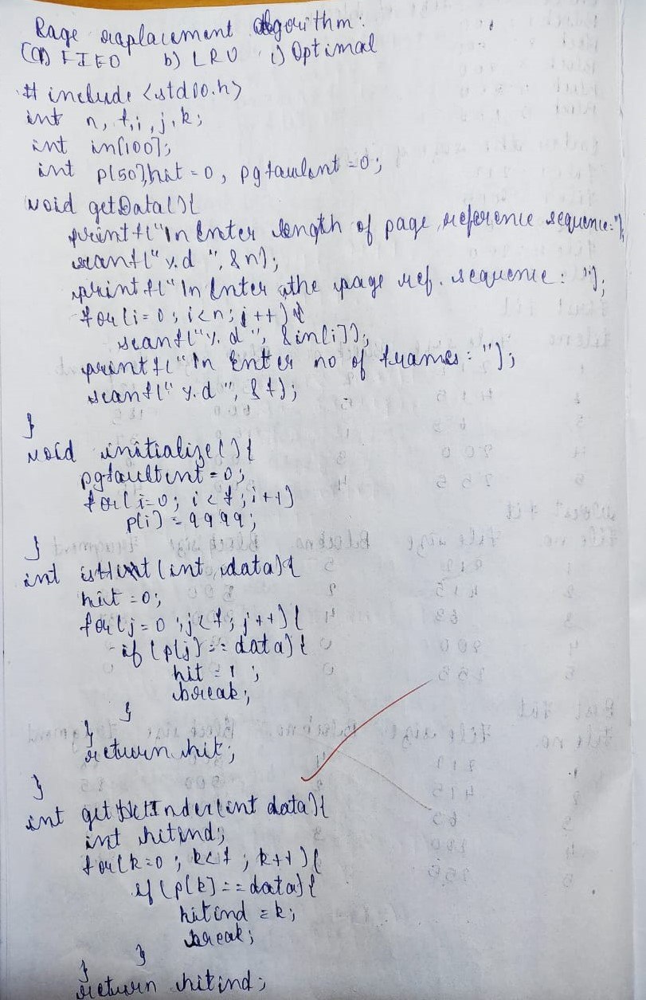 Page replacement algorithm:
(a) FIFO b) LRU c) Optimal
# include <stdio.h>
int n, f, i, j, k;
int in[100];
int p[50], hit = 0, pgfaultcnt = 0;
void getData() {
printf("\n Enter length of page reference sequence:");
scanf("%d", &n);
printf("\n Enter the page ref. sequence: ");
for(i=0; i<n; i++) {
scanf("%d", &in[i]);
printf("\n Enter no of frames: ");
scanf("%d", &f);
}
void initialize() {
pgfaultcnt = 0;
for(i=0; i<f; i++)
p[i] = 9999;
}
int isHit(int data) {
hit = 0;
for(j=0; j<f; j++) {
if (p[j] == data) {
hit = 1;
break;
}
}
return hit;
}
int getHitIndex(int data) {
int hitind;
for(k=0; k<f; k++) {
if (p[k] == data) {
hitind = k;
break;
}
}
return hitind;